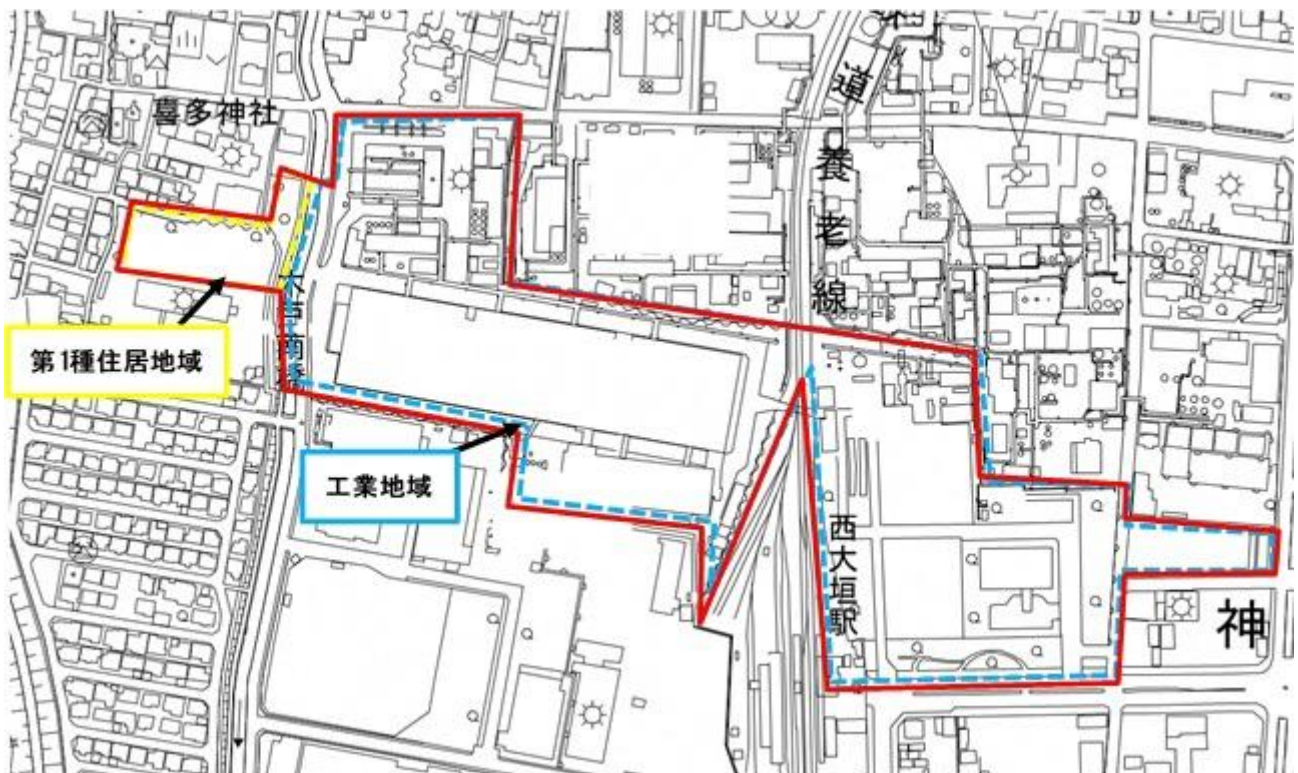 喜多神社
道
養老線
第1種住居地域
工業地域
西大垣駅
神